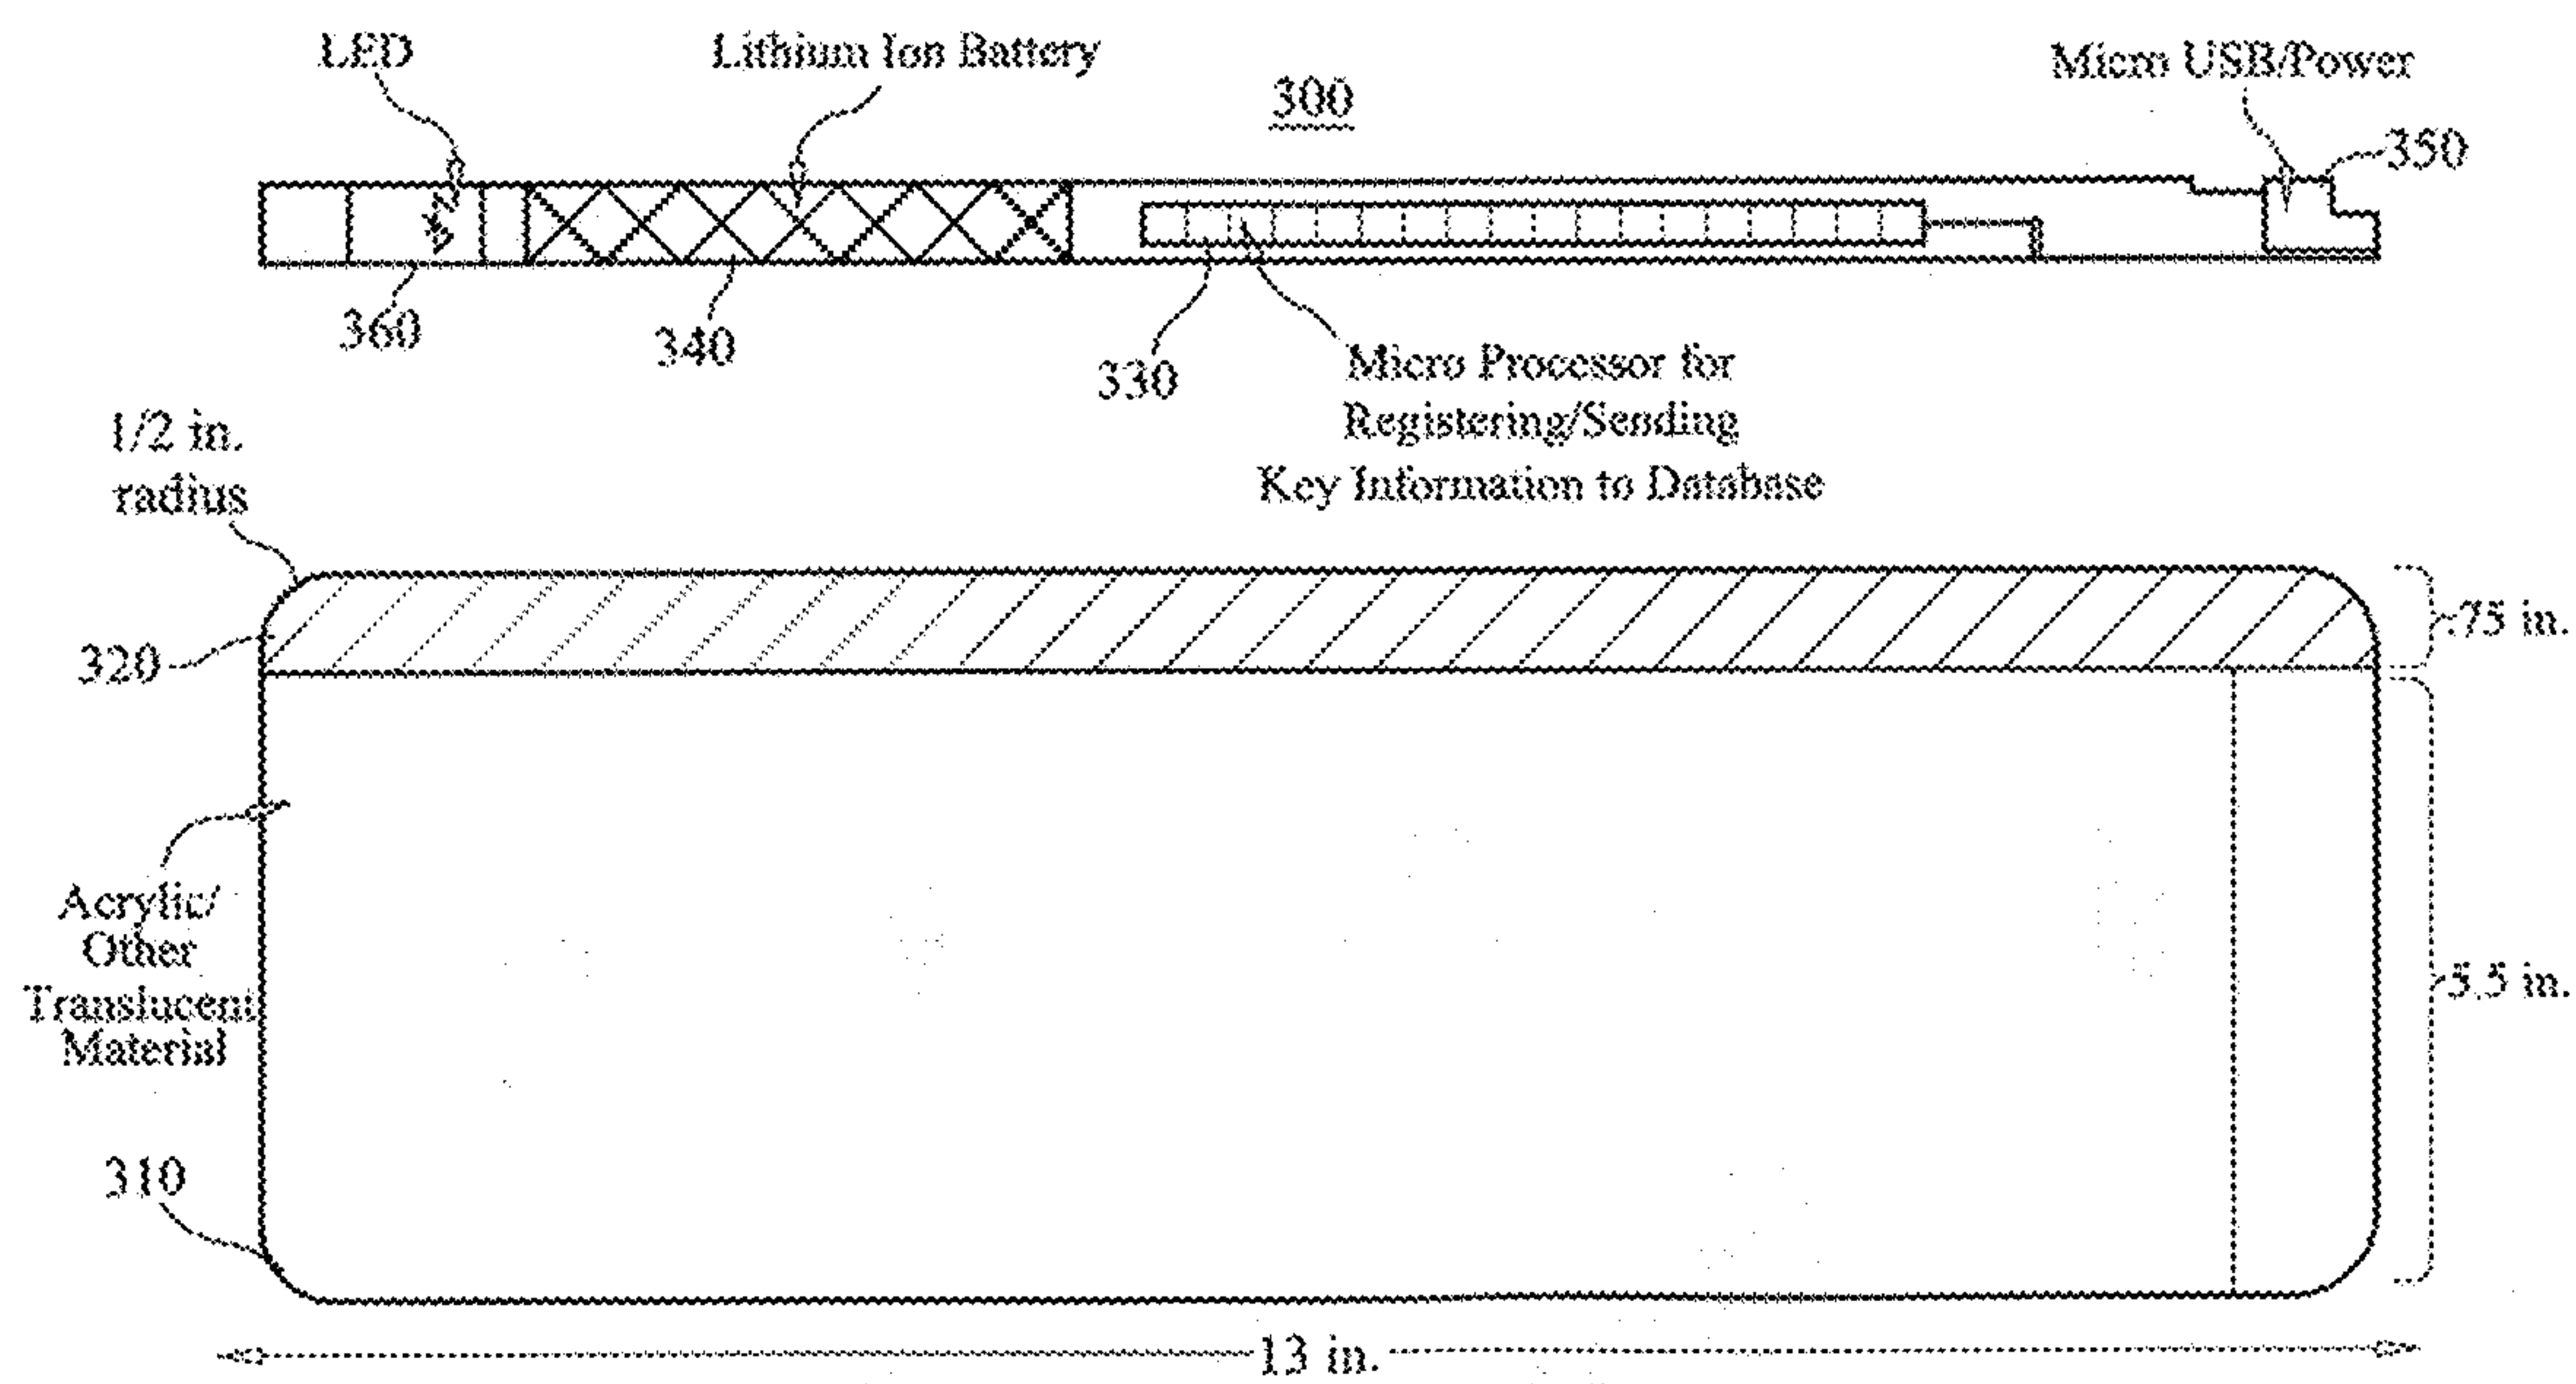 LED
Lithium Ion Battery
Micro USB/Power
300
350
360
340
330
Micro Processor for
Registering/Sending
Key Information to Database
1/2 in.
radius
320
.75 in.
Acrylic/
Other
Translucent
Material
5.5 in.
310
13 in.